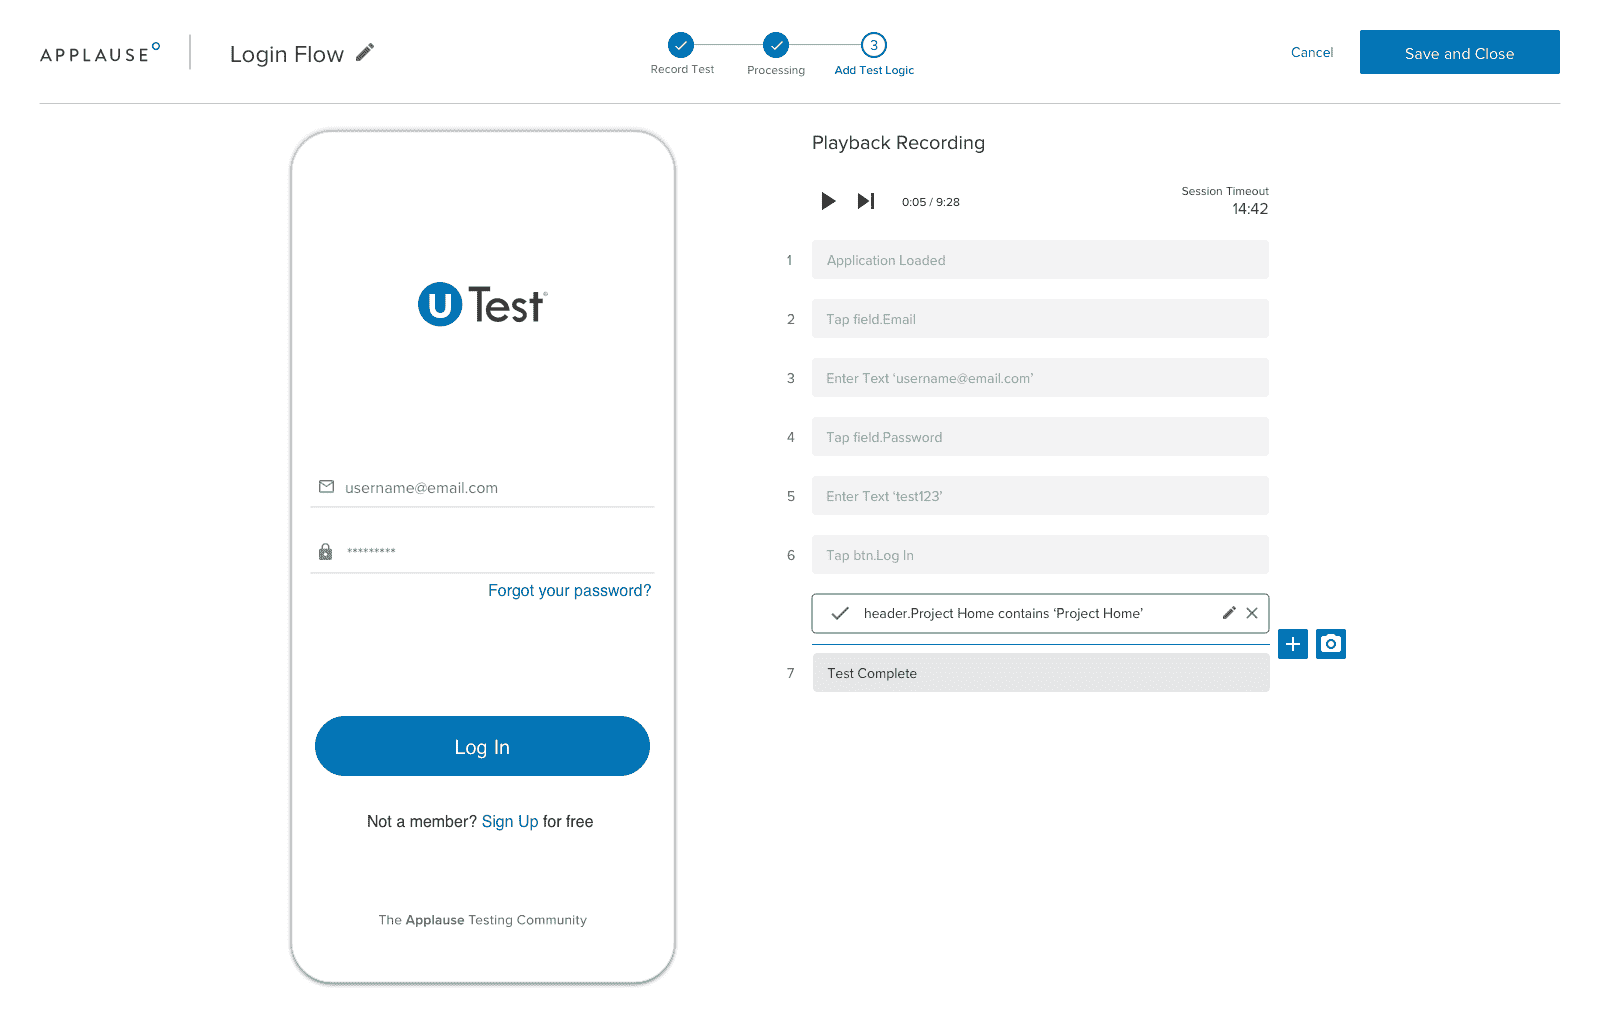 APPLAUSE
Login Flow
Record Test
Processing
3
Add Test Logic
Cancel
Save and Close
U Test
username@email.com
*********
Forgot your password?
Log In
Not a member? Sign Up for free
The Applause Testing Community
Playback Recording
0:05 / 9:28
Session Timeout
14:42
1 Application Loaded
2 Tap field.Email
3 Enter Text ‘username@email.com’
4 Tap field.Password
5 Enter Text ‘test123’
6 Tap btn.Log In
header.Project Home contains ‘Project Home’
7 Test Complete